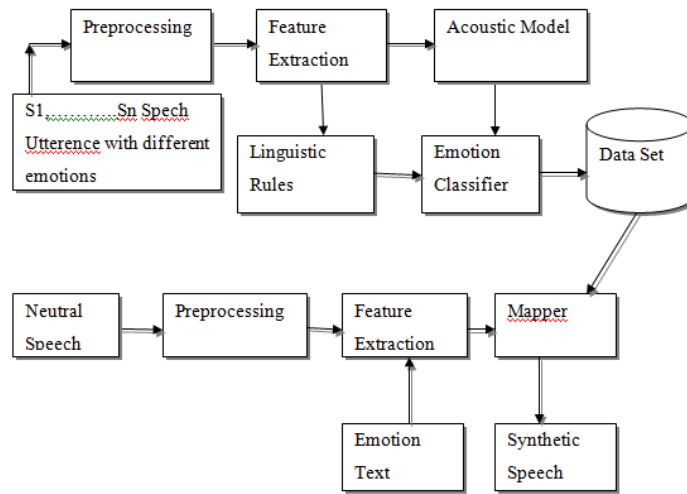 Preprocessing
Feature
Extraction
Acoustic Model
S1,…………Sn Spech
Utterence with different
emotions
Linguistic
Rules
Emotion
Classifier
Data Set
Neutral
Speech
Preprocessing
Feature
Extraction
Mapper
Emotion
Text
Synthetic
Speech